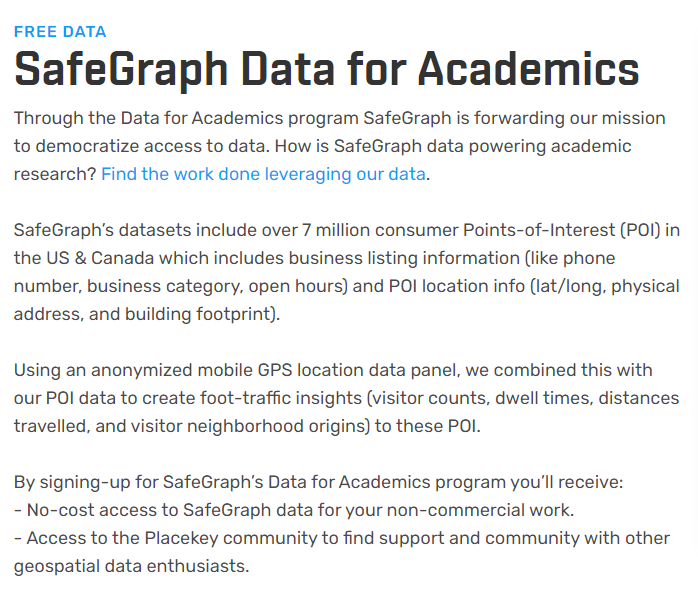 FREE DATA
SafeGraph Data for Academics
Through the Data for Academics program SafeGraph is forwarding our mission
to democratize access to data. How is SafeGraph data powering academic
research? Find the work done leveraging our data.
SafeGraph’s datasets include over 7 million consumer Points-of-Interest (POI) in
the US & Canada which includes business listing information (like phone
number, business category, open hours) and POI location info (lat/long, physical
address, and building footprint).
Using an anonymized mobile GPS location data panel, we combined this with
our POI data to create foot-traffic insights (visitor counts, dwell times, distances
travelled, and visitor neighborhood origins) to these POI.
By signing-up for SafeGraph’s Data for Academics program you’ll receive:
- No-cost access to SafeGraph data for your non-commercial work.
- Access to the Placekey community to find support and community with other
geospatial data enthusiasts.